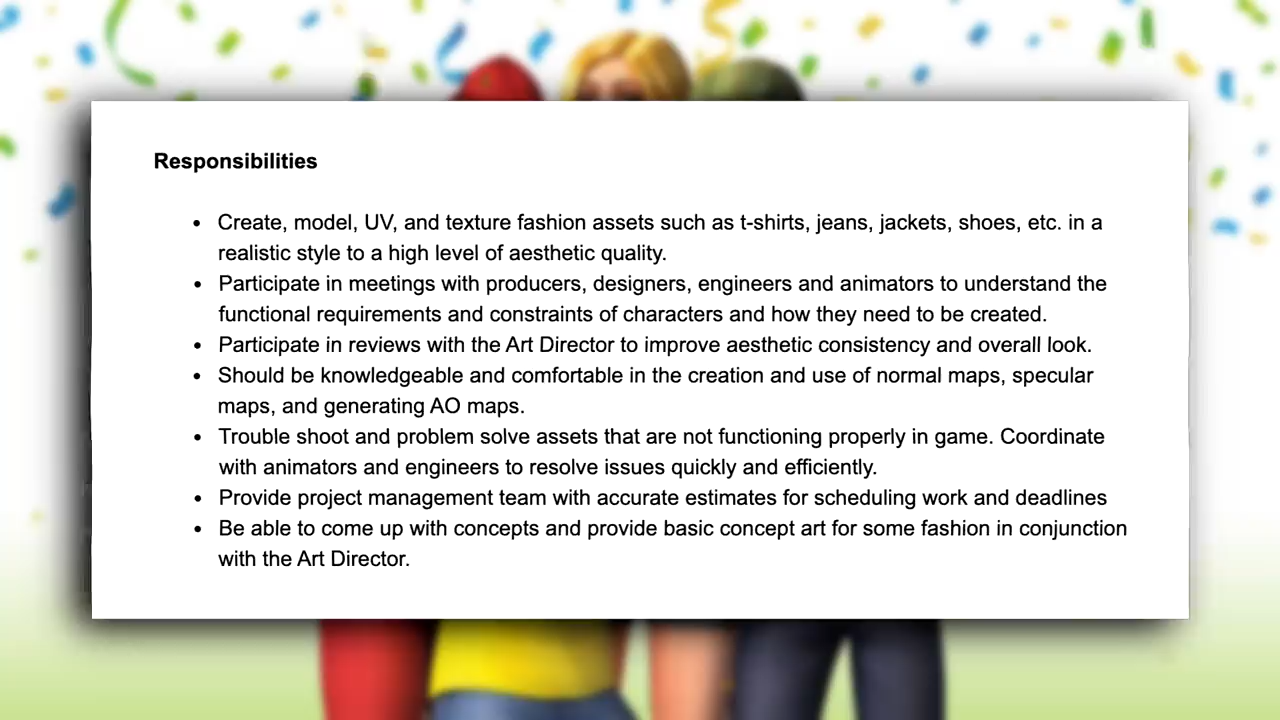 Responsibilities
• Create, model, UV, and texture fashion assets such as t-shirts, jeans, jackets, shoes, etc. in a
realistic style to a high level of aesthetic quality.
• Participate in meetings with producers, designers, engineers and animators to understand the
functional requirements and constraints of characters and how they need to be created.
• Participate in reviews with the Art Director to improve aesthetic consistency and overall look.
• Should be knowledgeable and comfortable in the creation and use of normal maps, specular
maps, and generating AO maps.
• Trouble shoot and problem solve assets that are not functioning properly in game. Coordinate
with animators and engineers to resolve issues quickly and efficiently.
• Provide project management team with accurate estimates for scheduling work and deadlines
• Be able to come up with concepts and provide basic concept art for some fashion in conjunction
with the Art Director.